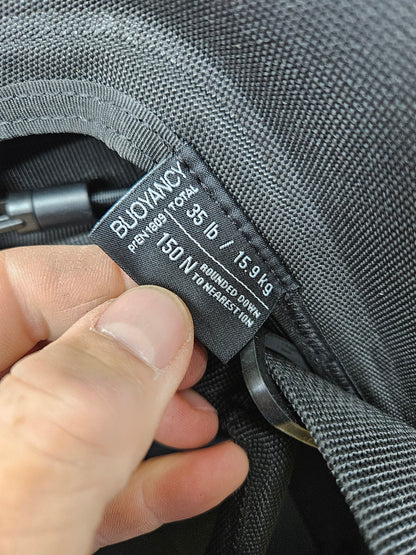 BUOYANCY
prEN1809 TOTAL
35 lb / 15.9 kg
150 N ROUNDED DOWN
TO NEAREST 10N